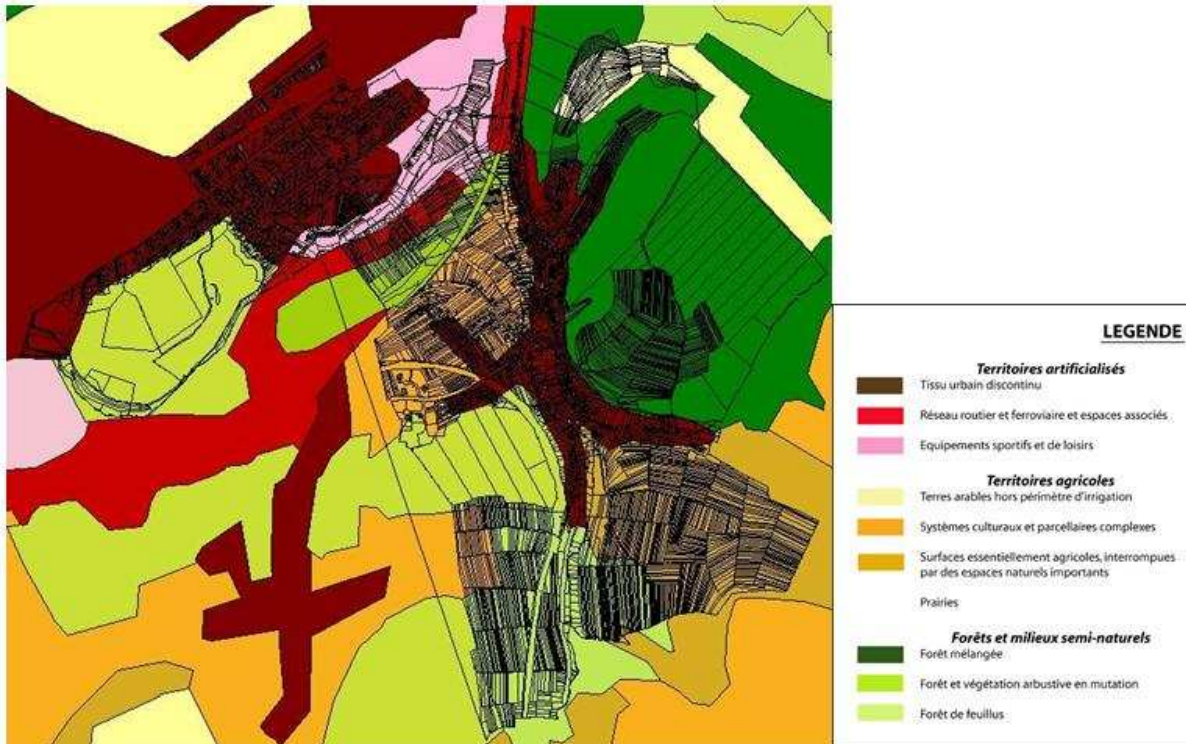 LEGENDE
Territoires artificialisés
Tissu urbain discontinu
Réseau routier et ferroviaire et espaces associés
Equipements sportifs et de loisirs
Territoires agricoles
Terres arables hors périmètre d'irrigation
Systèmes culturaux et parcellaires complexes
Surfaces essentiellement agricoles, interrompues
par des espaces naturels importants
Prairies
Forêts et milieux semi-naturels
Forêt mélangée
Forêt et végétation arbustive en mutation
Forêt de feuillus